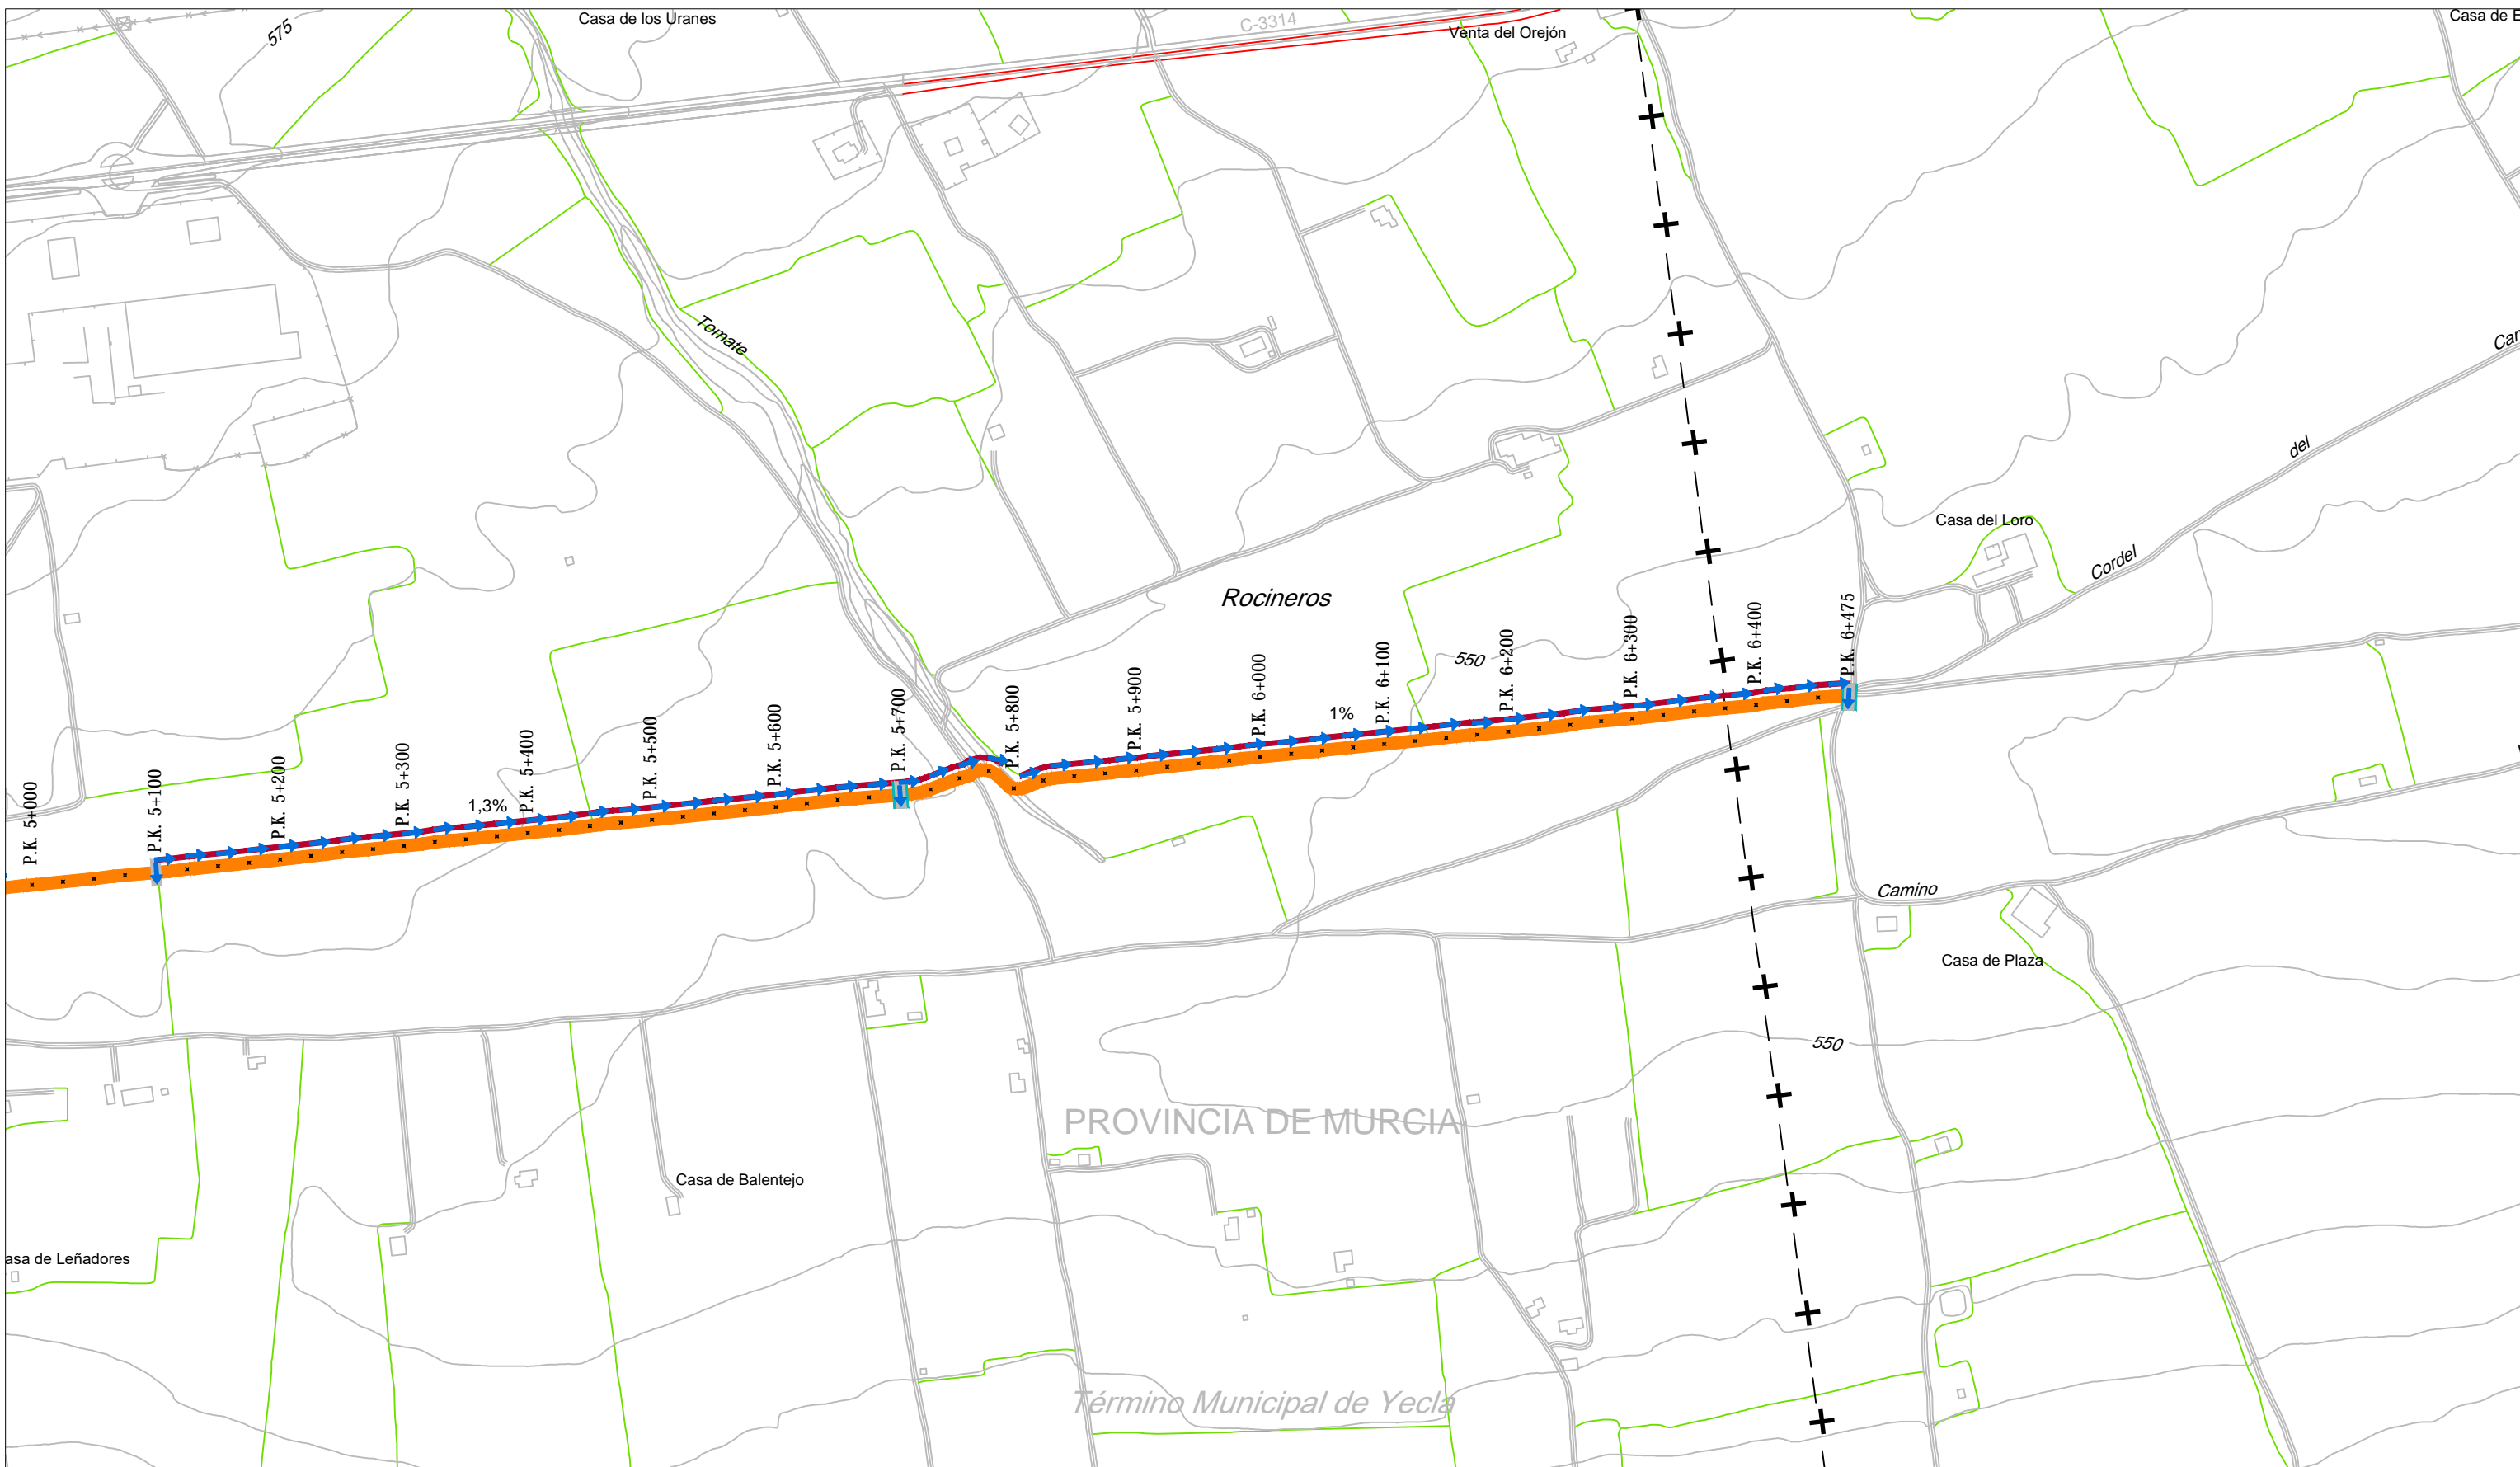 Casa de los Uranes
C-3314
Casa de E
575
Venta del Orejón
Tomate
Car
del
Casa del Loro
Cordel
Rocineros
550
P.K. 5+000
P.K. 5+100
P.K. 5+200
P.K. 5+300
P.K. 5+400
P.K. 5+500
P.K. 5+600
P.K. 5+700
P.K. 5+800
P.K. 5+900
P.K. 6+000
P.K. 6+100
P.K. 6+200
P.K. 6+300
P.K. 6+400
P.K. 6+475
1%
1,3%
Camino
Casa de Plaza
550
PROVINCIA DE MURCIA
Casa de Balentejo
asa de Leñadores
Término Municipal de Yecla